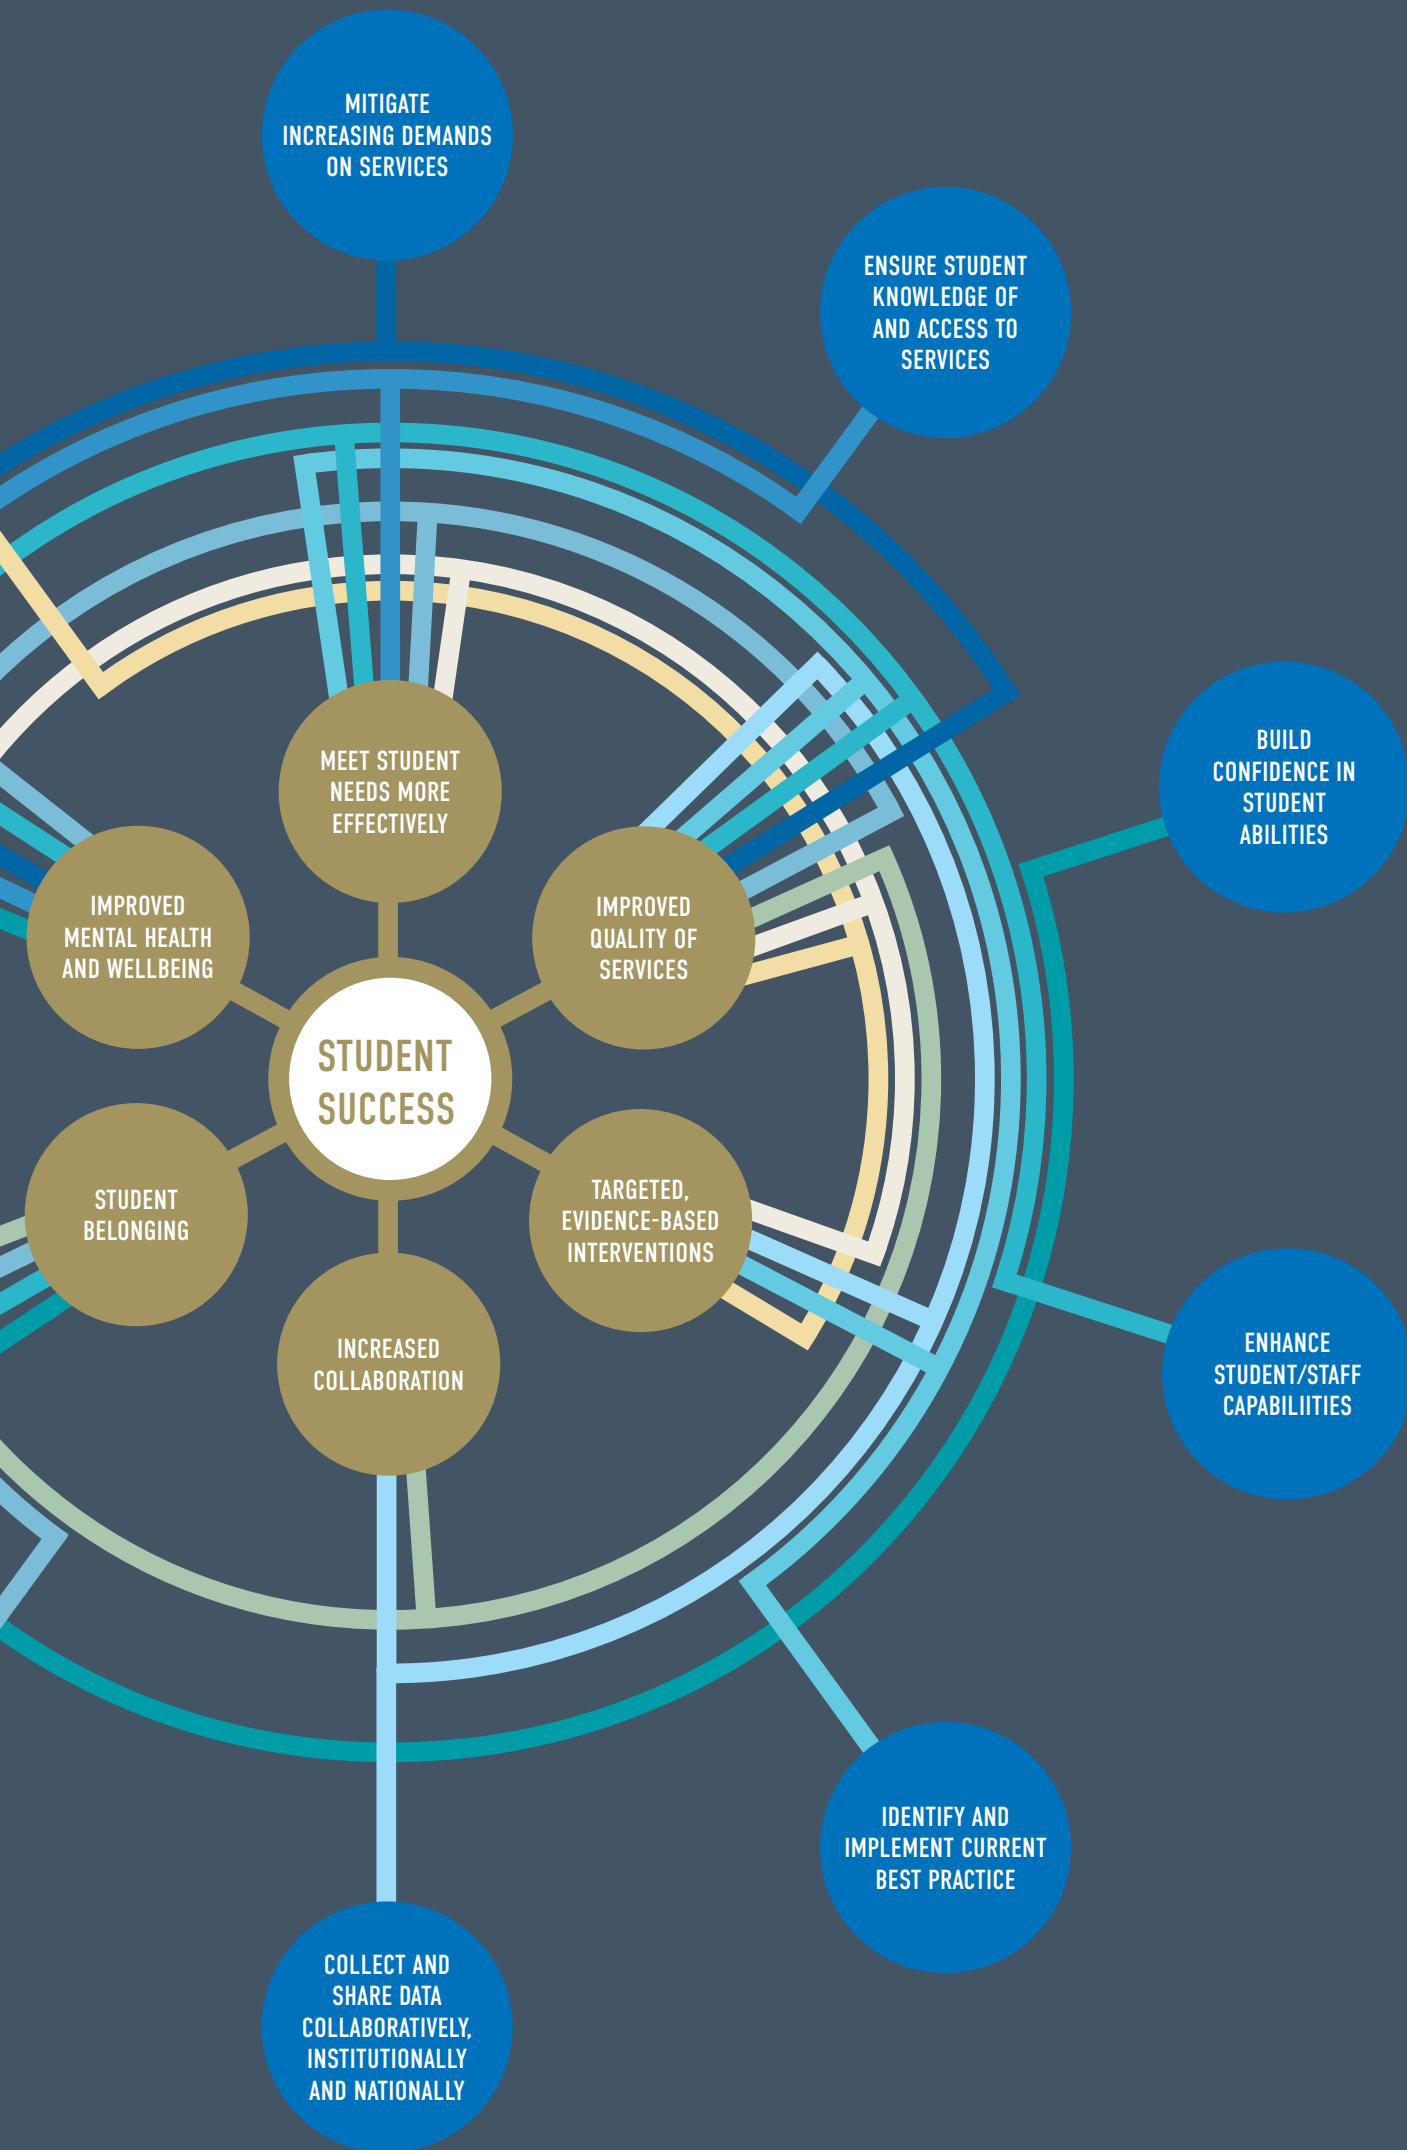 MITIGATE
INCREASING DEMANDS
ON SERVICES
ENSURE STUDENT
KNOWLEDGE OF
AND ACCESS TO
SERVICES
BUILD
CONFIDENCE IN
STUDENT
ABILITIES
MEET STUDENT
NEEDS MORE
EFFECTIVELY
IMPROVED
MENTAL HEALTH
AND WELLBEING
IMPROVED
QUALITY OF
SERVICES
STUDENT
SUCCESS
STUDENT
BELONGING
TARGETED,
EVIDENCE-BASED
INTERVENTIONS
INCREASED
COLLABORATION
ENHANCE
STUDENT/STAFF
CAPABILIITIES
IDENTIFY AND
IMPLEMENT CURRENT
BEST PRACTICE
COLLECT AND
SHARE DATA
COLLABORATIVELY,
INSTITUTIONALLY
AND NATIONALLY